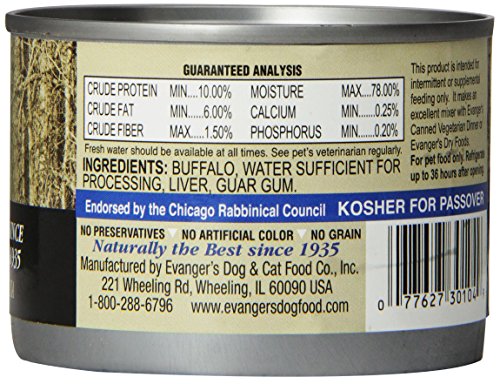 GUARANTEED ANALYSIS
CRUDE PROTEIN MIN....10.00% MOISTURE MAX...78.00%
CRUDE FAT MIN.....6.00% CALCIUM MIN.....0.25%
CRUDE FIBER MAX....1.50% PHOSPHORUS MIN.....0.20%
Fresh water should be available at all times. See pet's veterinarian regularly.
INGREDIENTS: BUFFALO, WATER SUFFICIENT FOR
PROCESSING, LIVER, GUAR GUM.
Endorsed by the Chicago Rabbinical Council KOSHER FOR PASSOVER
NO PRESERVATIVES • NO ARTIFICIAL COLOR • NO GRAIN
Naturally the Best since 1935
Manufactured by Evanger's Dog & Cat Food Co., Inc.
221 Wheeling Rd, Wheeling, IL 60090 USA
1-800-288-6796 www.evangersdogfood.com
This product is intended for
intermittent or supplemental
feeding only. It makes an
excellent mixer with Evanger's
Canned Vegetarian Dinner or
Evanger's Dry Foods.
For pet food only. Refrigerate
up to 36 hours after opening.
0 77627 30104
1935